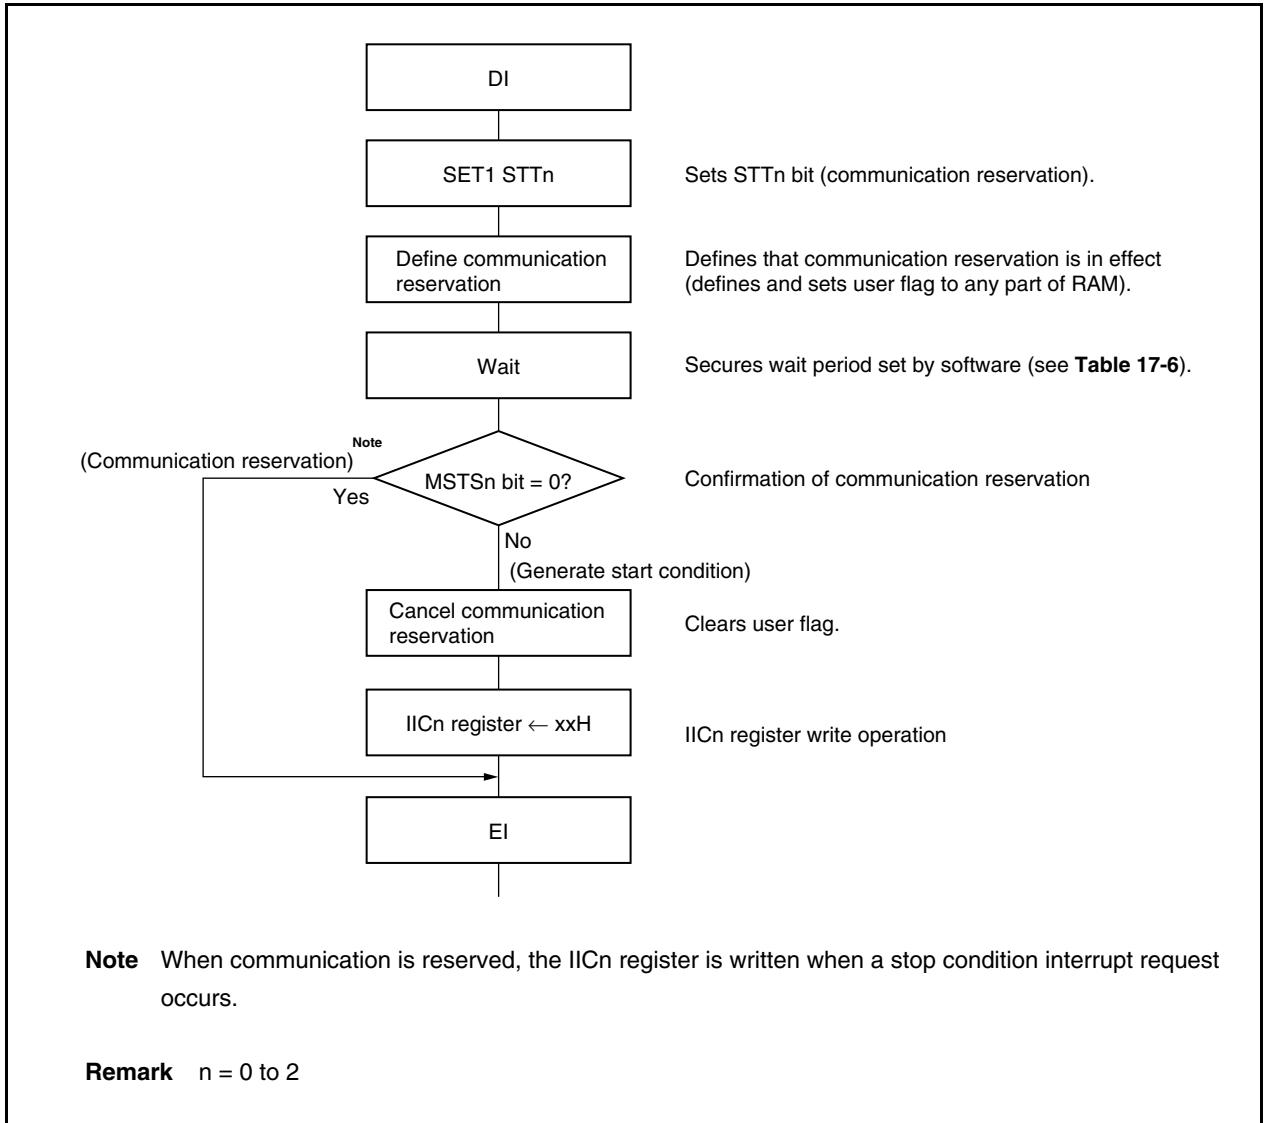 DI
SET1 STTn
Sets STTn bit (communication reservation).
Define communication
reservation
Defines that communication reservation is in effect
(defines and sets user flag to any part of RAM).
Wait
Secures wait period set by software (see Table 17-6).
(Communication reservation) Note
MSTSn bit = 0?
Confirmation of communication reservation
Yes
No
(Generate start condition)
Cancel communication
reservation
Clears user flag.
IICn register ← xxH
IICn register write operation
EI
Note When communication is reserved, the IICn register is written when a stop condition interrupt request
occurs.
Remark n = 0 to 2